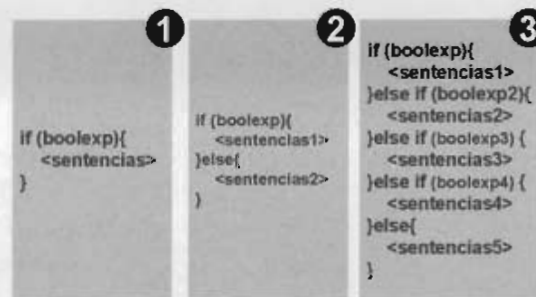 1
if (boolexp){
<sentencias>
}
2
if (boolexp){
<sentencias1>
}else{
<sentencias2>
}
3
if (boolexp){
<sentencias1>
}else if (boolexp2){
<sentencias2>
}else if (boolexp3) {
<sentencias3>
}else if (boolexp4) {
<sentencias4>
}else{
<sentencias5>
}